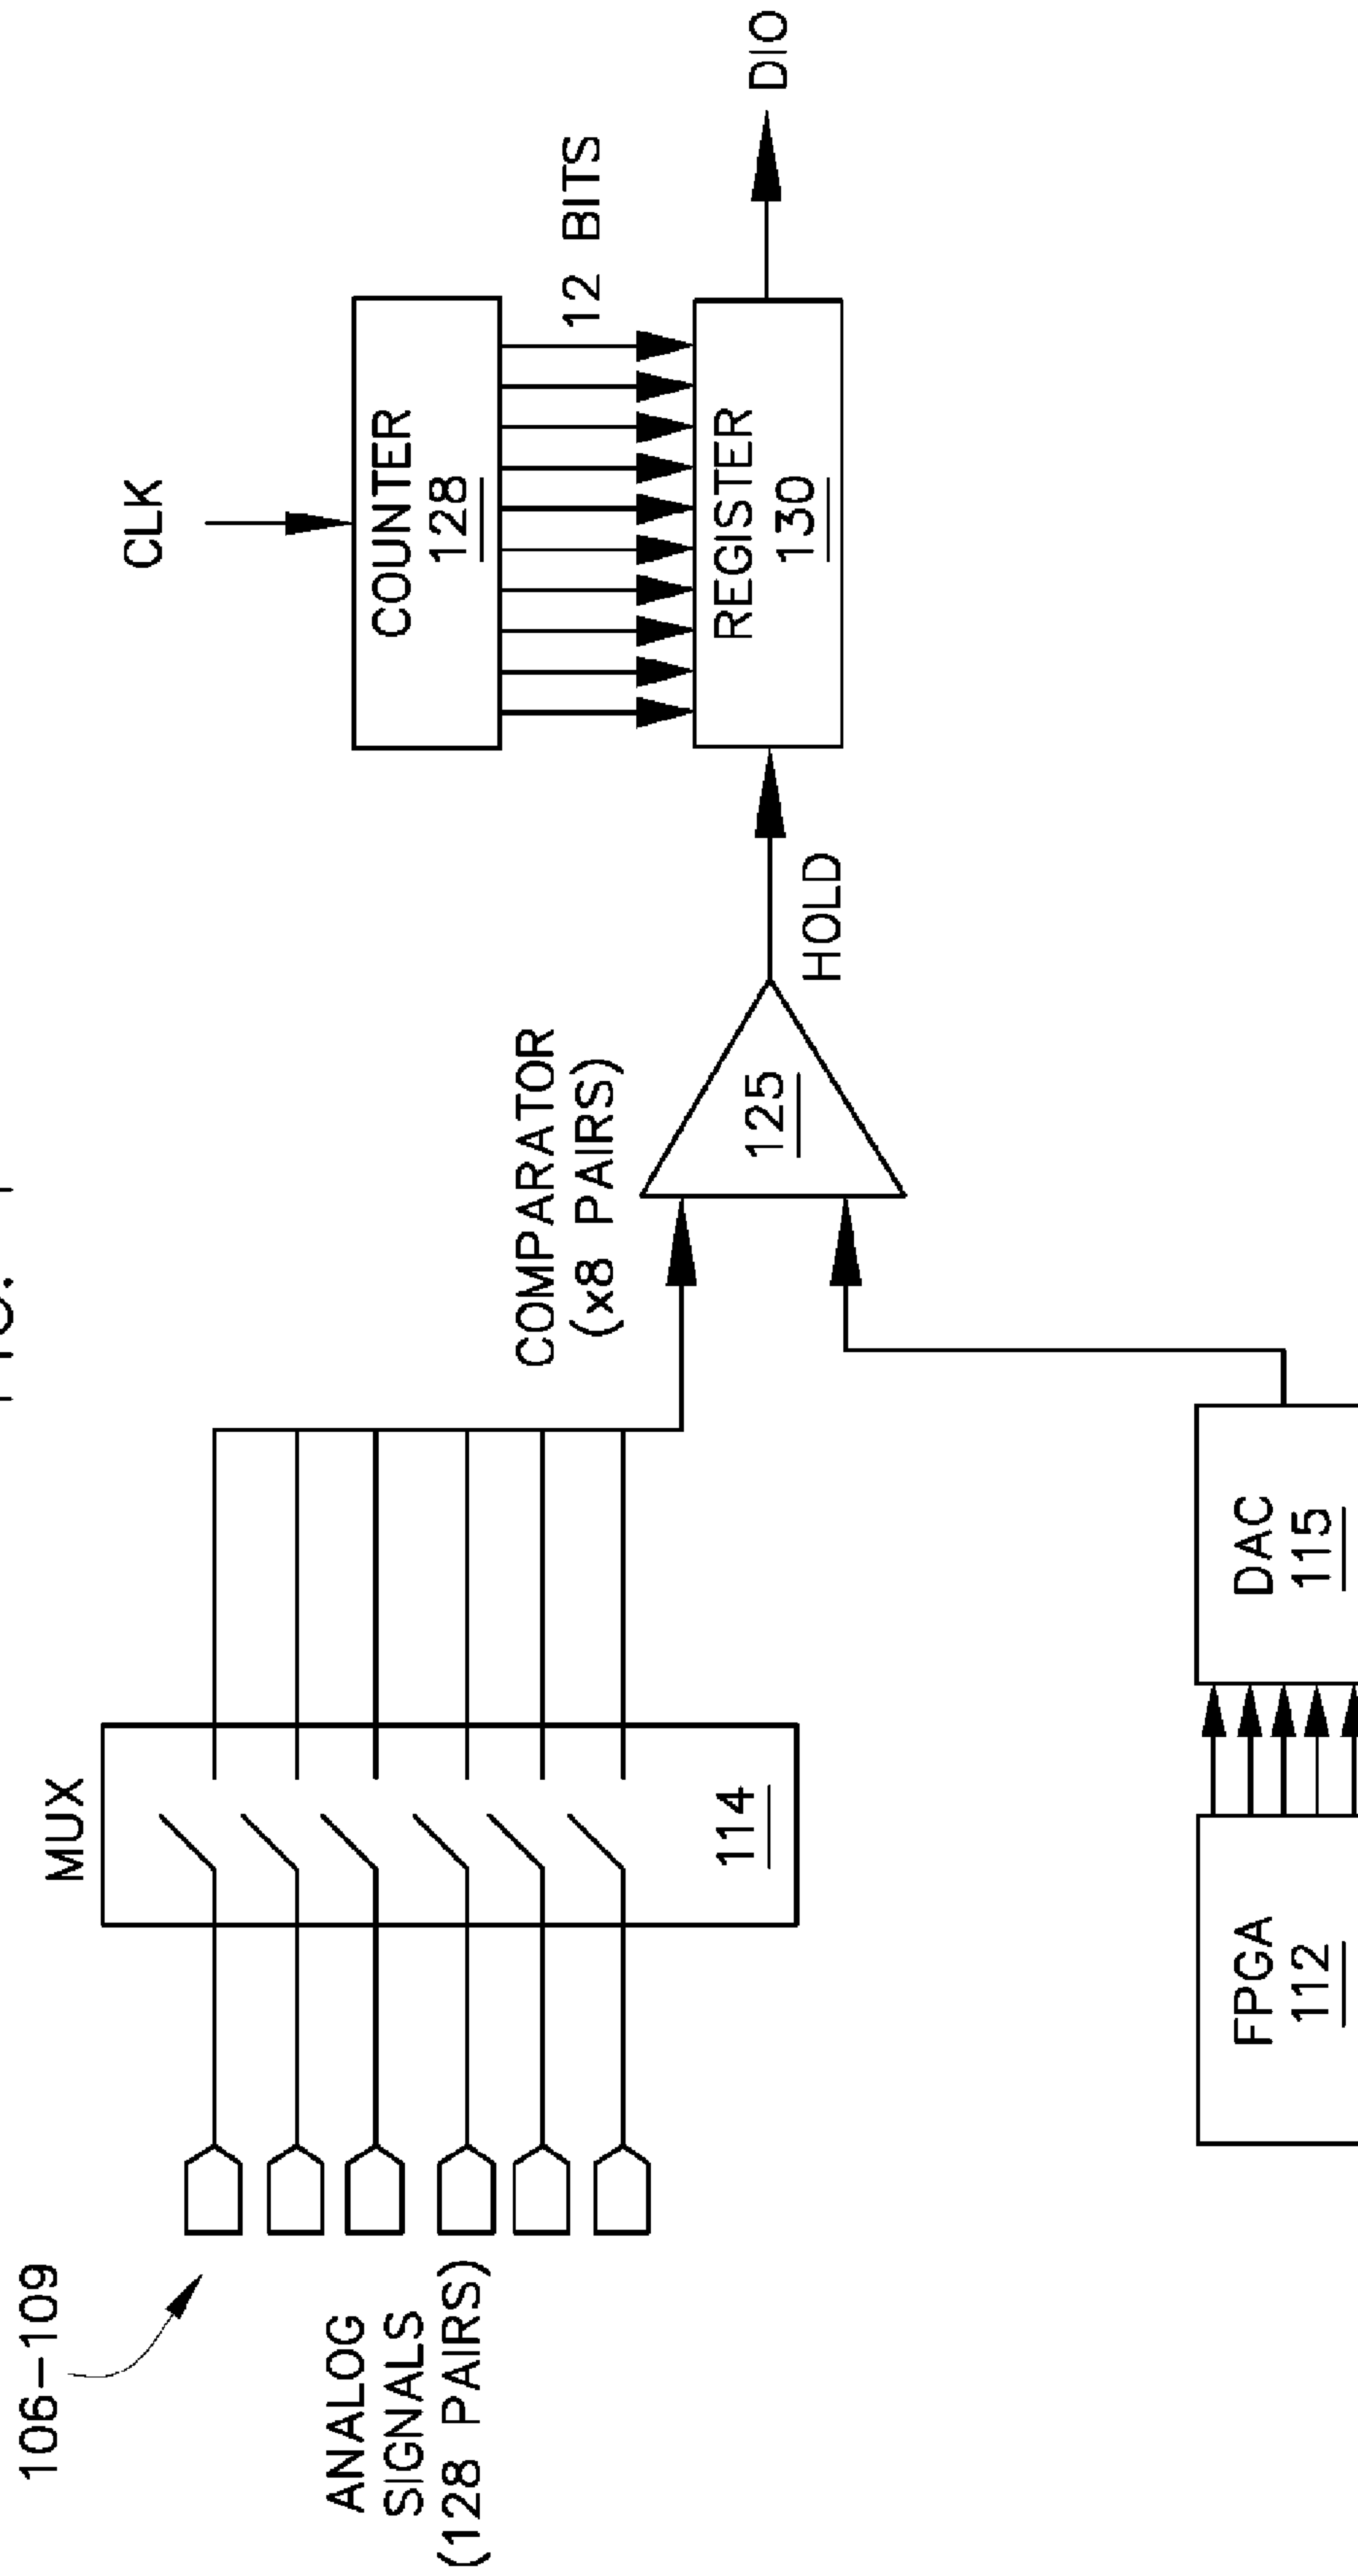 106-109
ANALOG
SIGNALS
(128 PAIRS)
MUX
114
COMPARATOR
(x8 PAIRS)
125
HOLD
CLK
COUNTER
128
12 BITS
REGISTER
130
DIO
FPGA
112
DAC
115